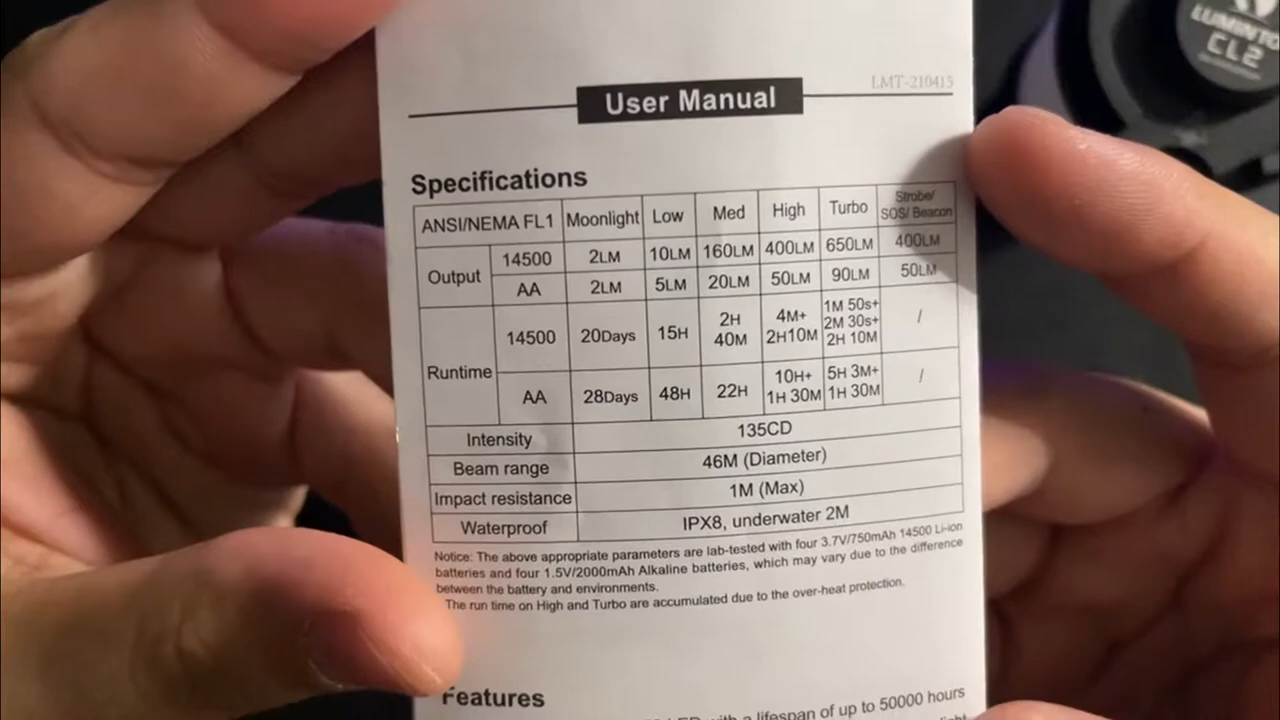 LUMINTO
CL2
LMT-210415
User Manual
Specifications
ANSI/NEMA FL1 Moonlight Low Med High Turbo Strobe/ SOS/ Beacon
Output 14500 2LM 10LM 160LM 400LM 650LM 400LM
AA 2LM 5LM 20LM 50LM 90LM 50LM
Runtime 14500 20Days 15H 2H 40M 4M+ 2H10M 1M 50s+ 2M 30s+ 2H 10M /
AA 28Days 48H 22H 10H+ 1H 30M 5H 3M+ 1H 30M /
Intensity 135CD
Beam range 46M (Diameter)
Impact resistance 1M (Max)
Waterproof IPX8, underwater 2M
Notice: The above appropriate parameters are lab-tested with four 3.7V/750mAh 14500 Li-ion
batteries and four 1.5V/2000mAh Alkaline batteries, which may vary due to the difference
between the battery and environments.
The run time on High and Turbo are accumulated due to the over-heat protection.
Features
LED with a lifespan of up to 50000 hours